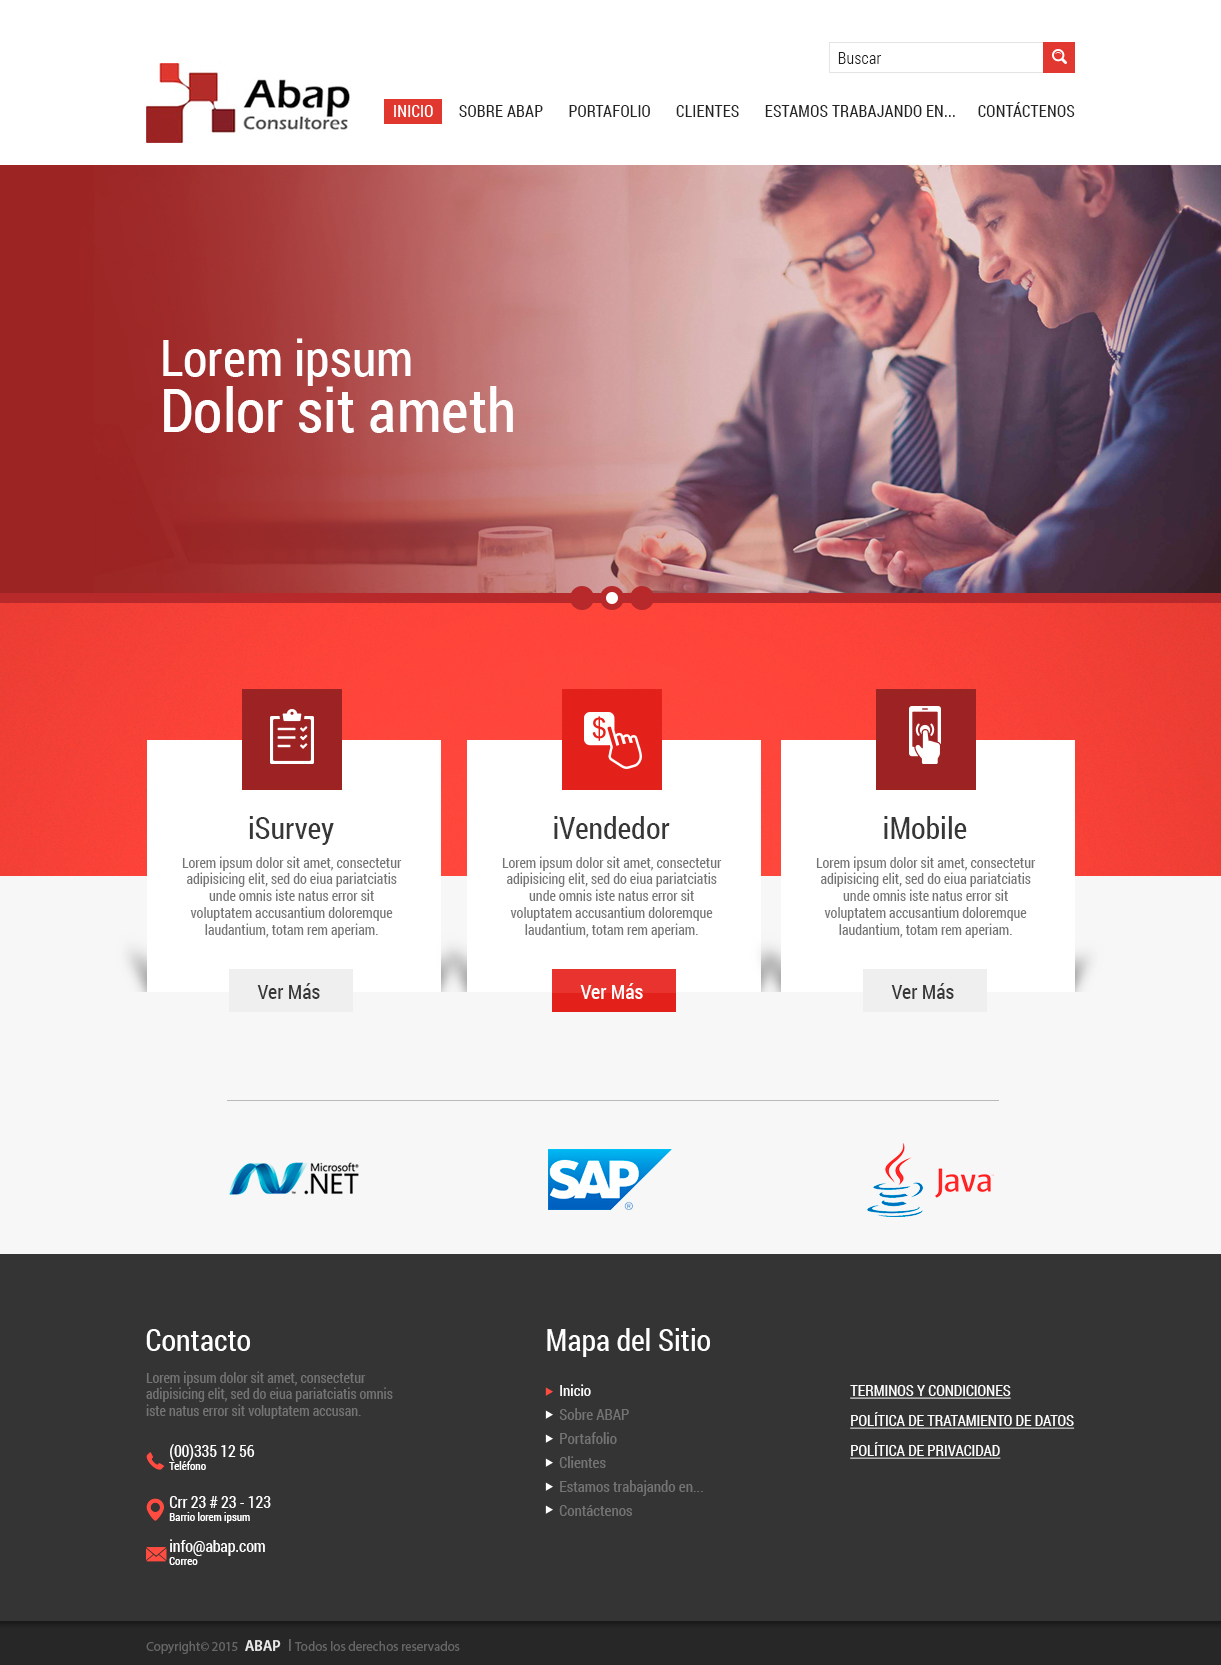 Buscar
Abap
Consultores
INICIO
SOBRE ABAP
PORTAFOLIO
CLIENTES
ESTAMOS TRABAJANDO EN...
CONTÁCTENOS
Lorem ipsum
Dolor sit ameth
$
iSurvey
Lorem ipsum dolor sit amet, consectetur
adipisicing elit, sed do eiua pariatciatis
unde omnis iste natus error sit
voluptatem accusantium doloremque
laudantium, totam rem aperiam.
Ver Más
iVendedor
Lorem ipsum dolor sit amet, consectetur
adipisicing elit, sed do eiua pariatciatis
unde omnis iste natus error sit
voluptatem accusantium doloremque
laudantium, totam rem aperiam.
Ver Más
iMobile
Lorem ipsum dolor sit amet, consectetur
adipisicing elit, sed do eiua pariatciatis
unde omnis iste natus error sit
voluptatem accusantium doloremque
laudantium, totam rem aperiam.
Ver Más
Microsoft®
.NET
SAP®
Java
Contacto
Lorem ipsum dolor sit amet, consectetur
adipisicing elit, sed do eiua pariatciatis omnis
iste natus error sit voluptatem accusan.
(00)335 12 56
Teléfono
Crr 23 # 23 - 123
Barrio lorem ipsum
info@abap.com
Correo
Mapa del Sitio
Inicio
Sobre ABAP
Portafolio
Clientes
Estamos trabajando en...
Contáctenos
TERMINOS Y CONDICIONES
POLÍTICA DE TRATAMIENTO DE DATOS
POLÍTICA DE PRIVACIDAD
Copyright© 2015 ABAP | Todos los derechos reservados